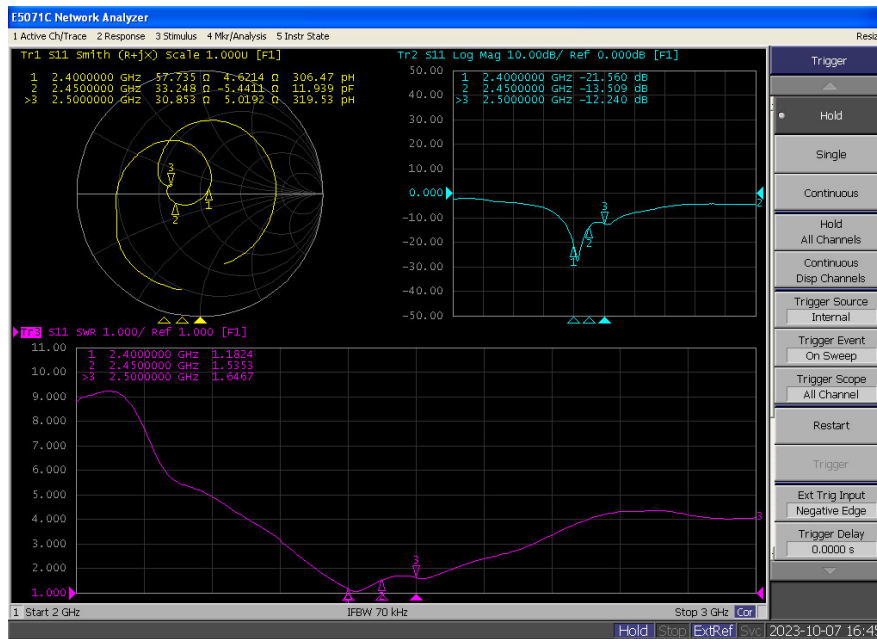 E5071C Network Analyzer
1 Active Ch/Trace 2 Response 3 Stimulus 4 Mkr/Analysis 5 Instr State
Tr1 S11 Smith (R+jX) Scale 1.000U [F1]
1 2.4000000 GHz 57.735 Ω 4.6214 Ω 306.47 pH
2 2.4500000 GHz 33.248 Ω -5.4411 Ω 11.939 pF
>3 2.5000000 GHz 30.853 Ω 5.0192 Ω 319.53 pH
3
1
2
Tr2 S11 Log Mag 10.00dB/ Ref 0.000dB [F1]
1 2.4000000 GHz -21.560 dB
2 2.4500000 GHz -13.509 dB
>3 2.5000000 GHz -12.240 dB
50.00
40.00
30.00
20.00
10.00
0.000
-10.00
-20.00
-30.00
-40.00
-50.00
3
2
1
2
Tr3 S11 SWR 1.000/ Ref 1.000 [F1]
1 2.4000000 GHz 1.1824
2 2.4500000 GHz 1.5353
>3 2.5000000 GHz 1.6467
11.00
10.00
9.000
8.000
7.000
6.000
5.000
4.000
3.000
2.000
1.000
3
3
1 Start 2 GHz
IFBW 70 kHz
Stop 3 GHz Cor
Trigger
Hold
Single
Continuous
Hold
All Channels
Continuous
Disp Channels
Trigger Source
Internal
Trigger Event
On Sweep
Trigger Scope
All Channel
Restart
Trigger
Ext Trig Input
Negative Edge
Trigger Delay
0.0000 s
Hold Stop ExtRef Svc 2023-10-07